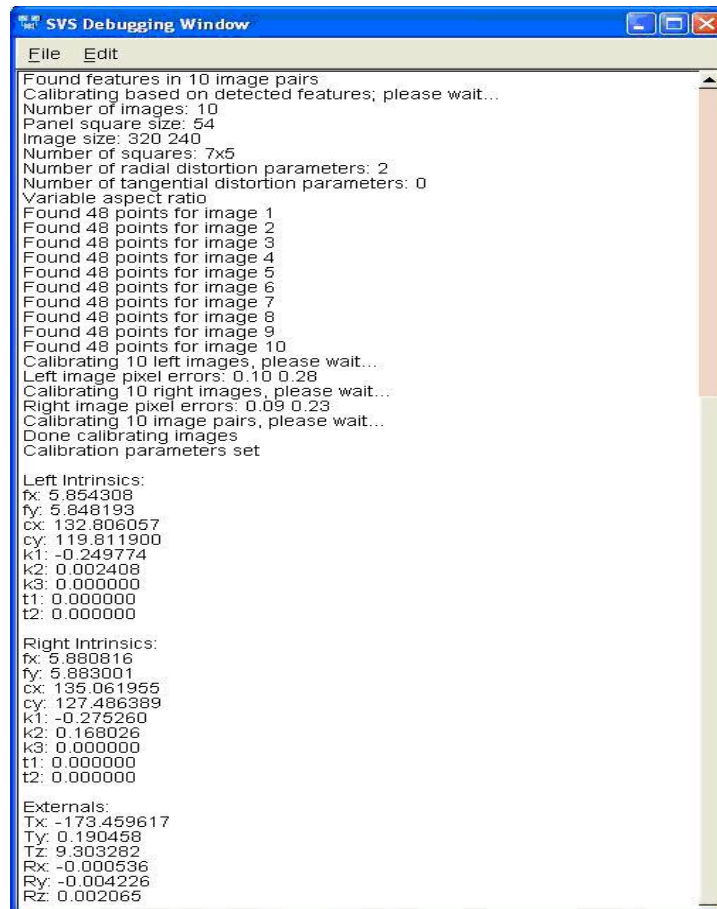 SVS Debugging Window
File Edit
Found features in 10 image pairs
Calibrating based on detected features; please wait...
Number of images: 10
Panel square size: 54
Image size: 320 240
Number of squares: 7x5
Number of radial distortion parameters: 2
Number of tangential distortion parameters: 0
Variable aspect ratio
Found 48 points for image 1
Found 48 points for image 2
Found 48 points for image 3
Found 48 points for image 4
Found 48 points for image 5
Found 48 points for image 6
Found 48 points for image 7
Found 48 points for image 8
Found 48 points for image 9
Found 48 points for image 10
Calibrating 10 left images, please wait...
Left image pixel errors: 0.10 0.28
Calibrating 10 right images, please wait...
Right image pixel errors: 0.09 0.23
Calibrating 10 image pairs, please wait...
Done calibrating images
Calibration parameters set
Left Intrinsics:
fx: 5.854308
fy: 5.848193
cx: 132.806057
cy: 119.811900
k1: -0.249774
k2: 0.002408
k3: 0.000000
t1: 0.000000
t2: 0.000000
Right Intrinsics:
fx: 5.880816
fy: 5.883001
cx: 135.061955
cy: 127.486389
k1: -0.275260
k2: 0.168026
k3: 0.000000
t1: 0.000000
t2: 0.000000
Externals:
Tx: -173.459617
Ty: 0.190458
Tz: 9.303282
Rx: -0.000536
Ry: -0.004226
Rz: 0.002065